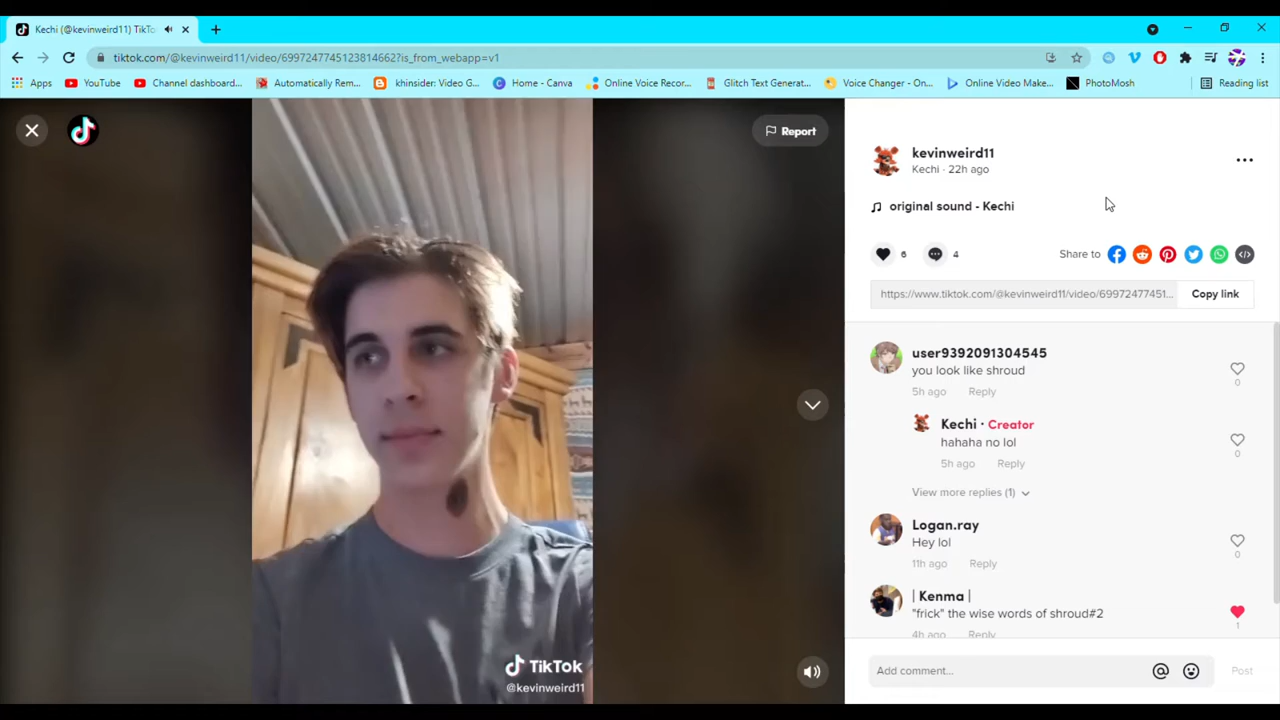 Kechi (@kevinweird11) TikTo
tiktok.com/@kevinweird11/video/6997247745123814662?is_from_webapp=v1
Apps
YouTube
Channel dashboard...
Automatically Rem...
khinsider: Video G...
Home - Canva
Online Voice Recor...
Glitch Text Generat...
Voice Changer - On...
Online Video Make...
PhotoMosh
Reading list
Report
kevinweird11
Kechi · 22h ago
original sound - Kechi
6
4
Share to
https://www.tiktok.com/@kevinweird11/video/69972477451...
Copy link
user9392091304545
you look like shroud
5h ago
Reply
0
Kechi · Creator
hahaha no lol
5h ago
Reply
0
View more replies (1)
Logan.ray
Hey lol
11h ago
Reply
0
| Kenma |
"frick" the wise words of shroud#2
4h ago
Reply
1
TikTok
@kevinweird11
Add comment...
Post